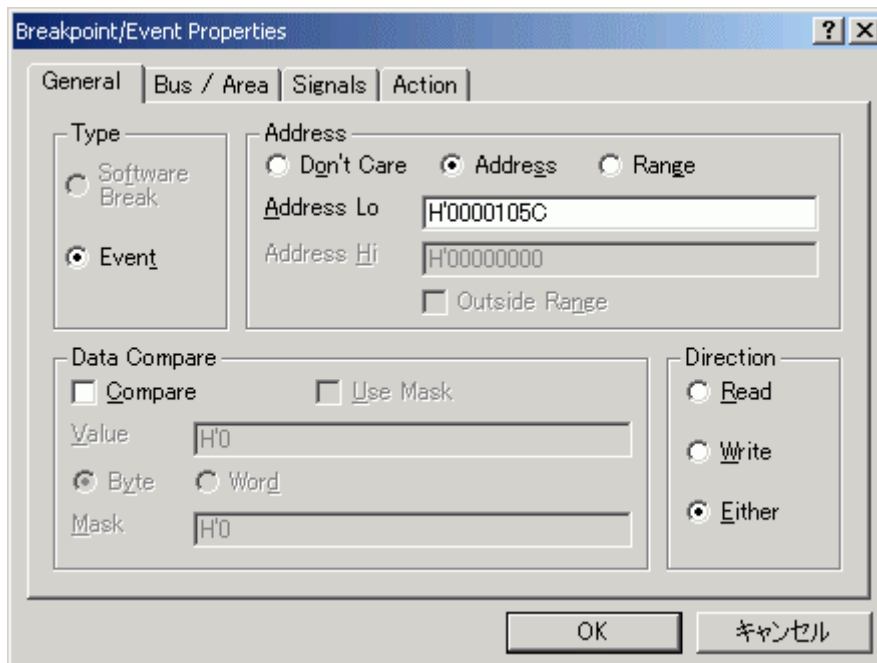 Breakpoint/Event Properties
General Bus / Area Signals Action
Type
Software Break
Event
Address
Don't Care Address Range
Address Lo H'0000105C
Address Hi H'00000000
Outside Range
Data Compare
Compare Use Mask
Value H'0
Byte Word
Mask H'0
Direction
Read
Write
Either
OK キャンセル